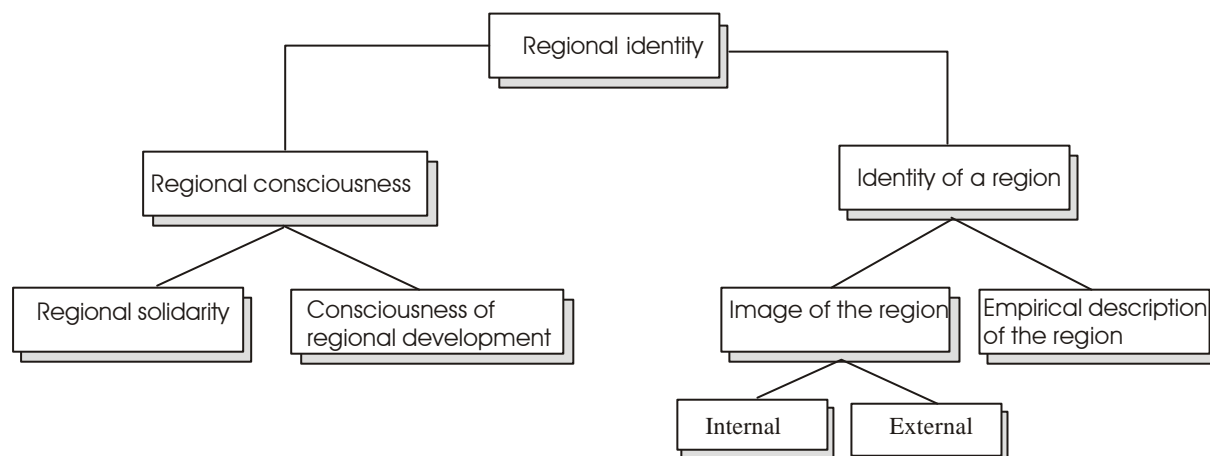 Regional identity
Regional consciousness
Identity of a region
Regional solidarity
Consciousness of
regional development
Image of the region
Empirical description
of the region
Internal
External